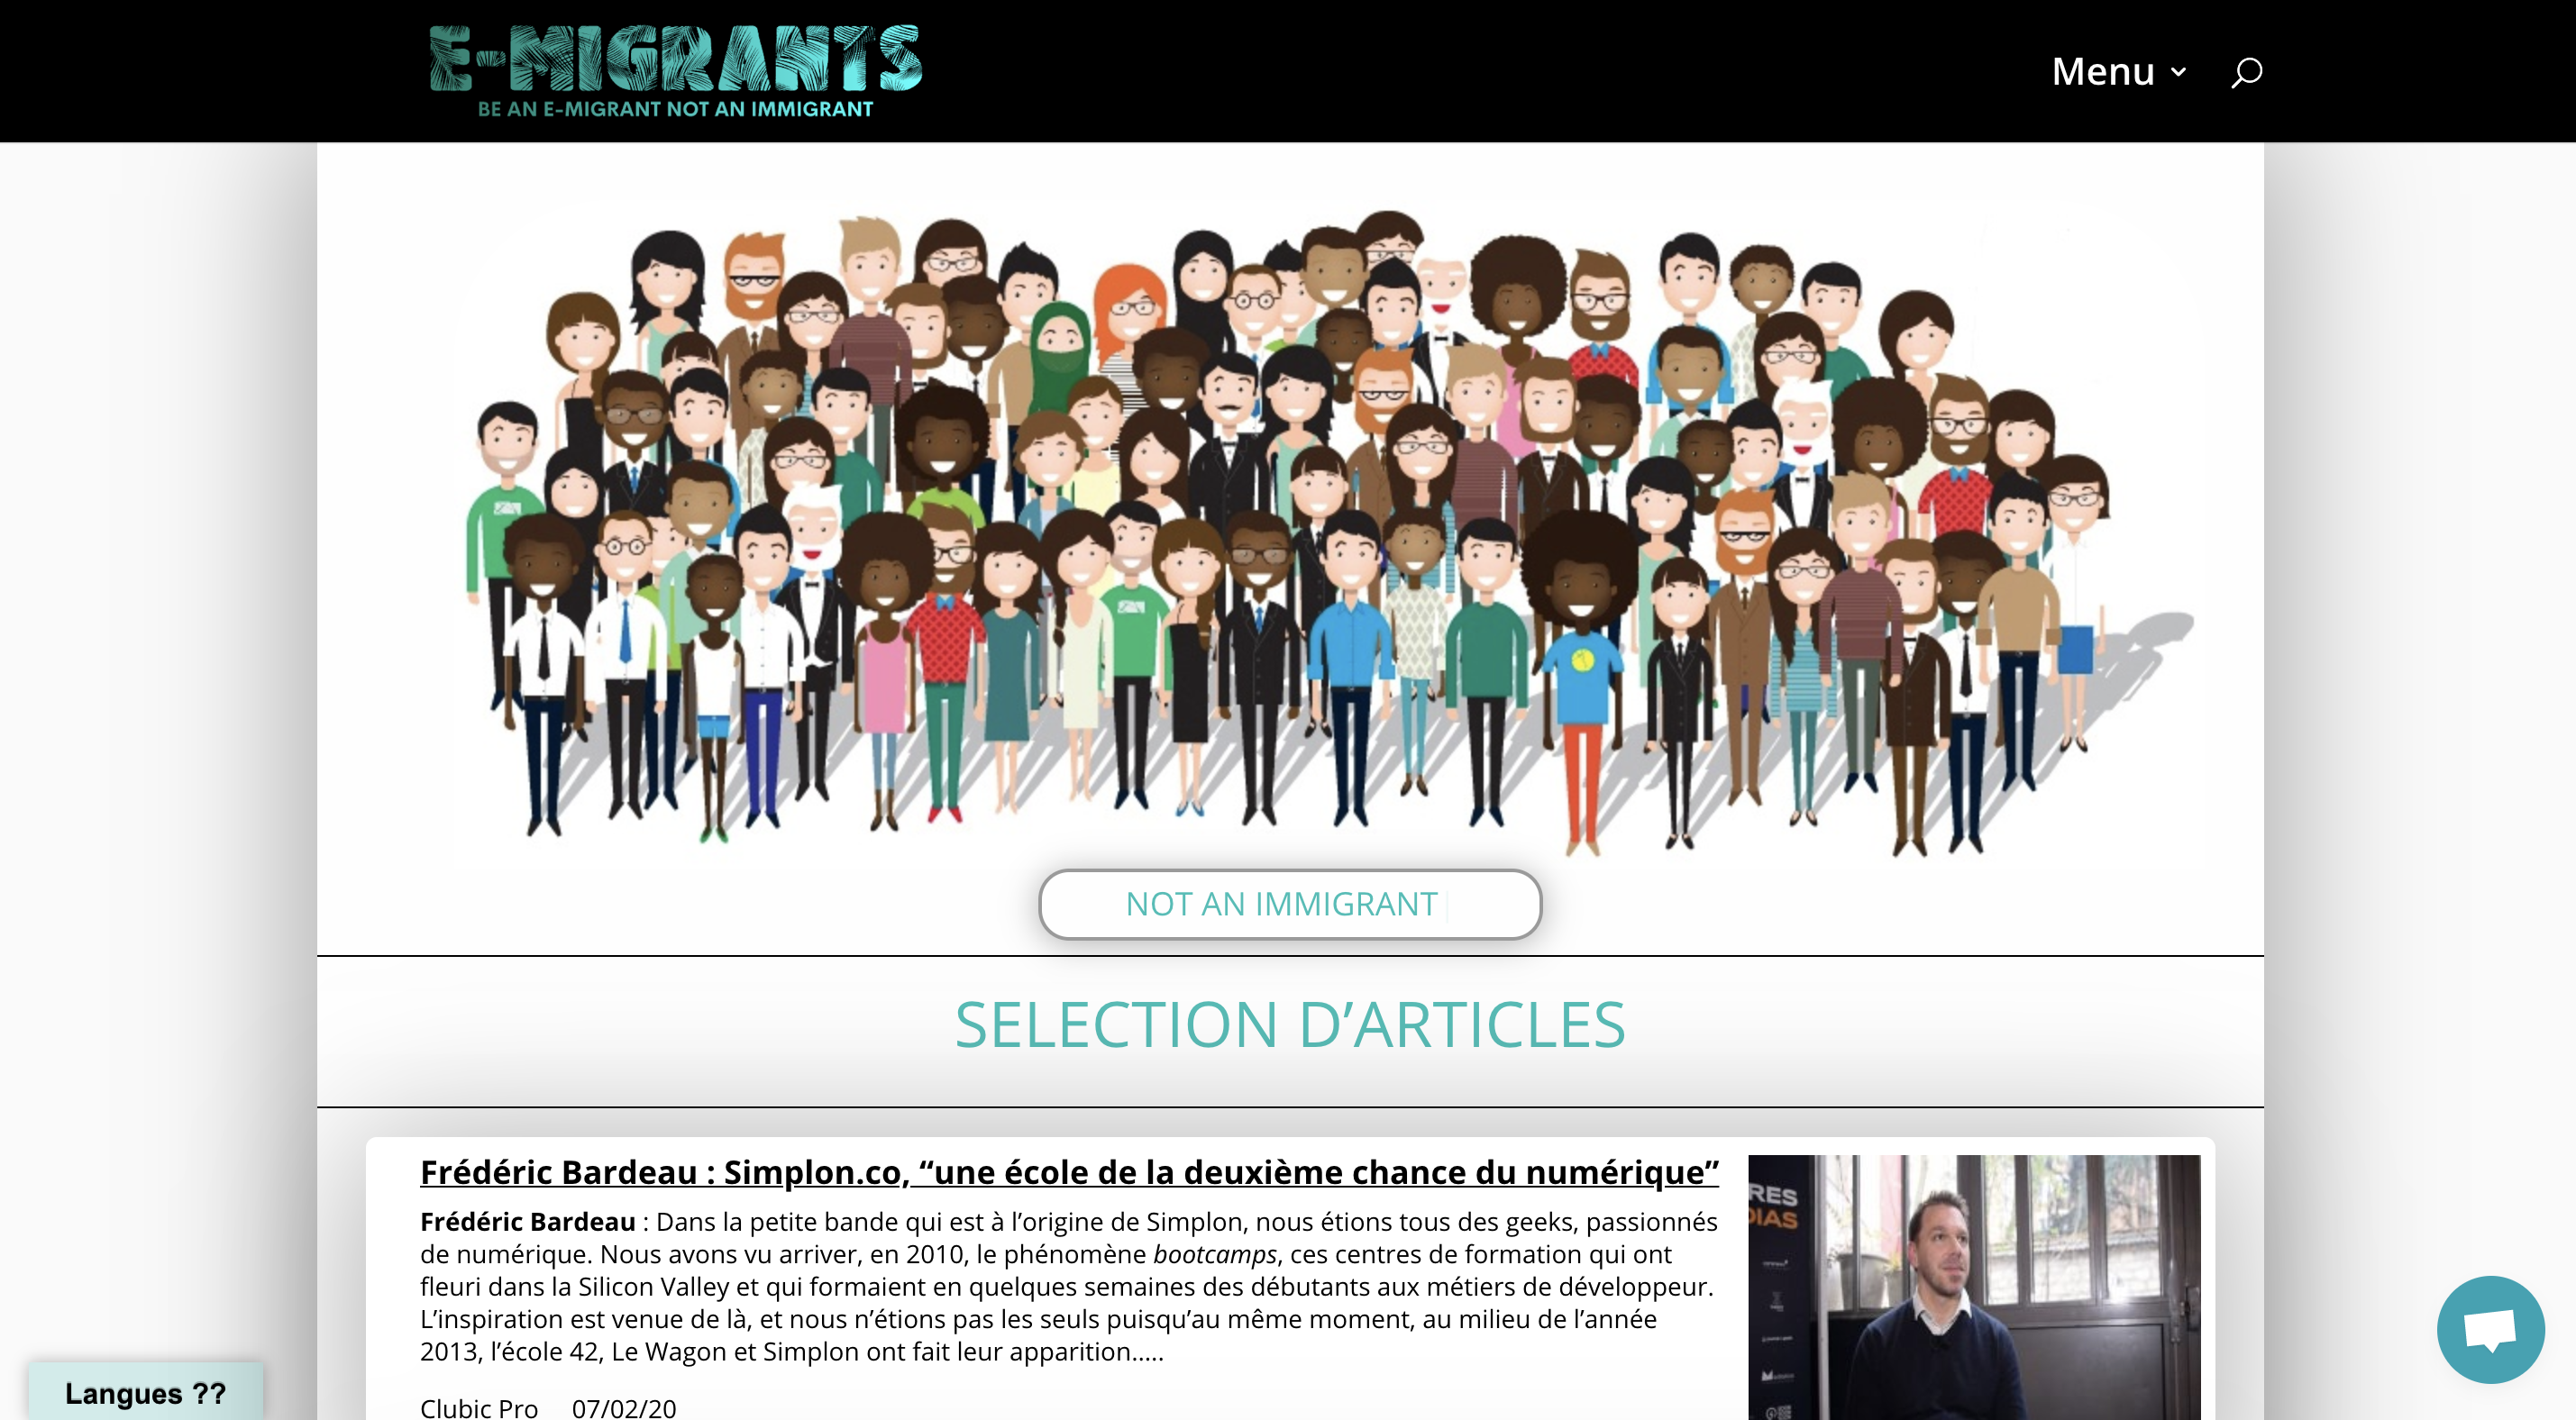 E-MIGRANTS
BE AN E-MIGRANT NOT AN IMMIGRANT
Menu
NOT AN IMMIGRANT
SELECTION D’ARTICLES
Frédéric Bardeau : Simplon.co, “une école de la deuxième chance du numérique”
Frédéric Bardeau : Dans la petite bande qui est à l’origine de Simplon, nous étions tous des geeks, passionnés
de numérique. Nous avons vu arriver, en 2010, le phénomène bootcamps, ces centres de formation qui ont
fleuri dans la Silicon Valley et qui formaient en quelques semaines des débutants aux métiers de développeur.
L’inspiration est venue de là, et nous n’étions pas les seuls puisqu’au même moment, au milieu de l’année
2013, l’école 42, Le Wagon et Simplon ont fait leur apparition…..
Clubic Pro 07/02/20
RES
DIAS
Langues ??